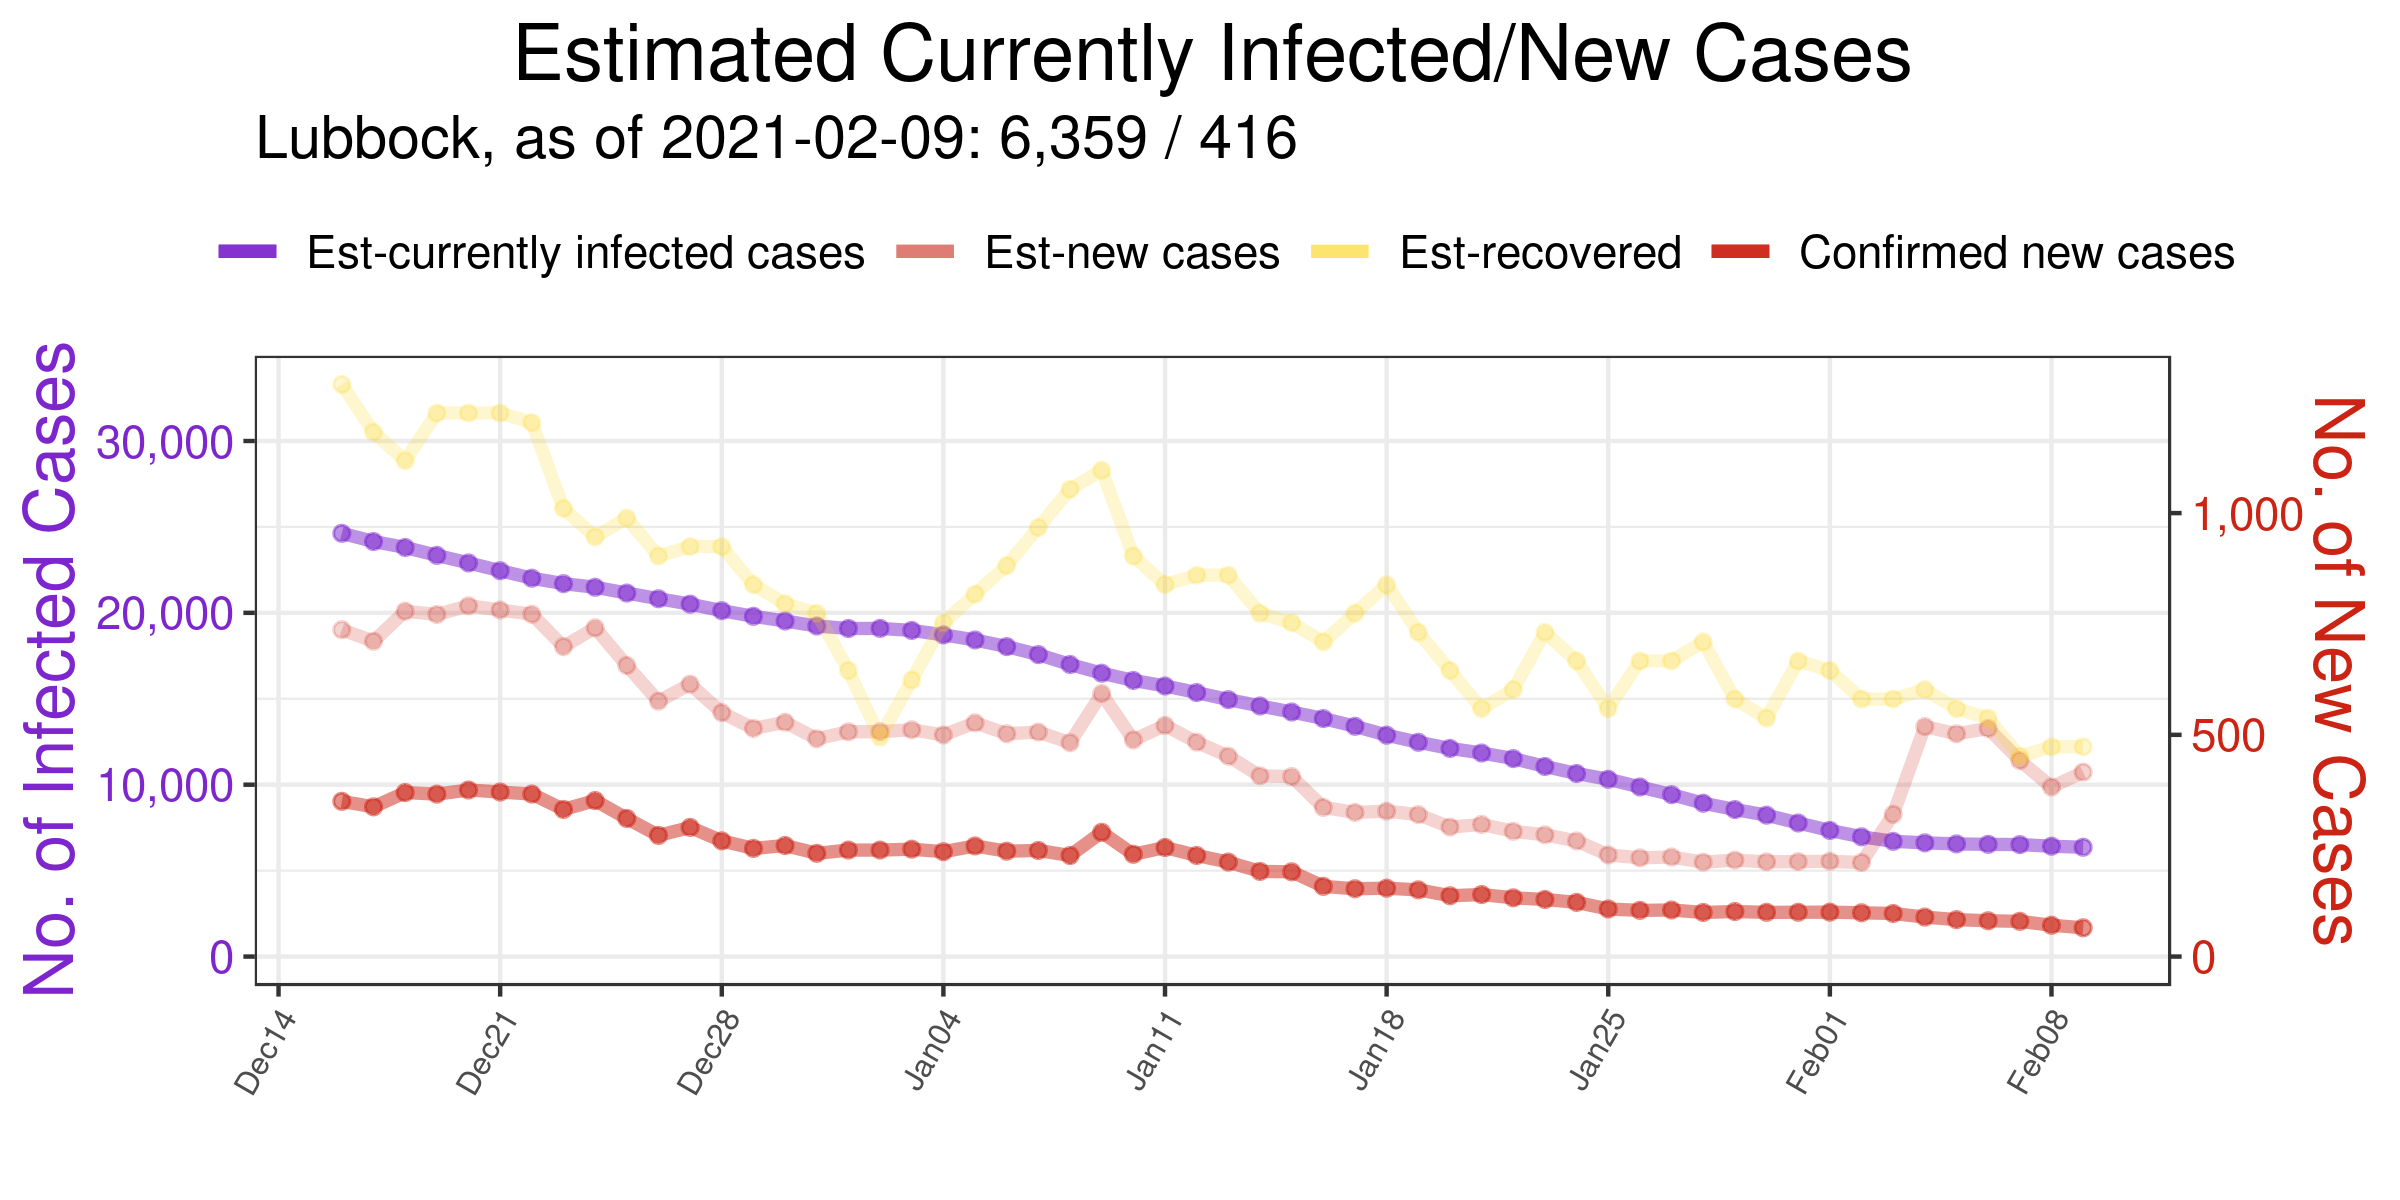 Estimated Currently Infected/New Cases
Lubbock, as of 2021-02-09: 6,359 / 416
Est-currently infected cases Est-new cases Est-recovered Confirmed new cases
No. of Infected Cases
30,000
20,000
10,000
0
1,000
500
0
No. of New Cases
Dec14 Dec21 Dec28 Jan04 Jan11 Jan18 Jan25 Feb01 Feb08